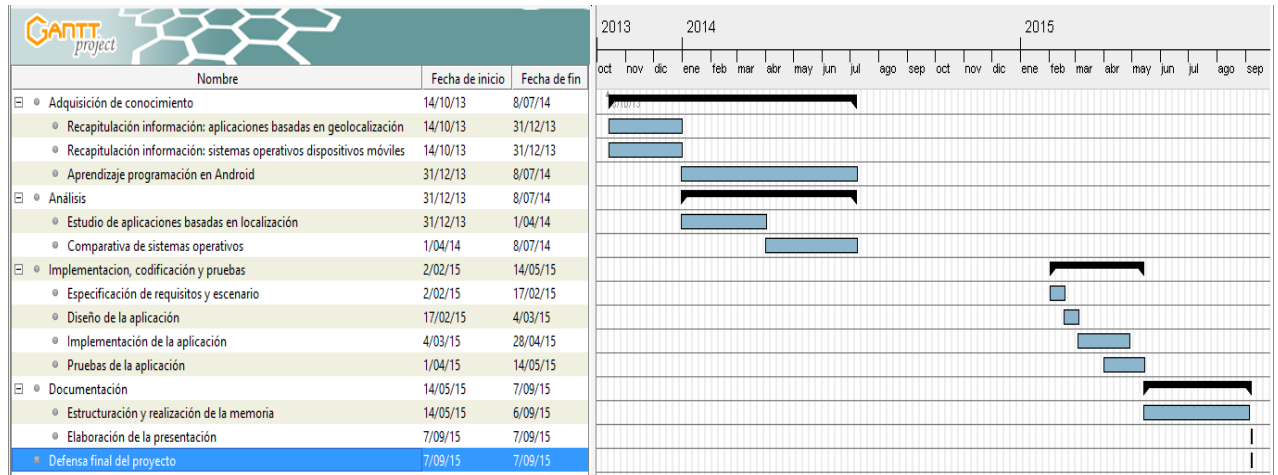 GANTT
project
2013 2014 2015
oct nov dic ene feb mar abr may jun jul ago sep oct nov dic ene feb mar abr may jun jul ago sep
Nombre Fecha de inicio Fecha de fin
Adquisición de conocimiento 14/10/13 8/07/14
Recapitulación información: aplicaciones basadas en geolocalización 14/10/13 31/12/13
Recapitulación información: sistemas operativos dispositivos móviles 14/10/13 31/12/13
Aprendizaje programación en Android 31/12/13 8/07/14
Análisis 31/12/13 8/07/14
Estudio de aplicaciones basadas en localización 31/12/13 1/04/14
Comparativa de sistemas operativos 1/04/14 8/07/14
Implementacion, codificación y pruebas 2/02/15 14/05/15
Especificación de requisitos y escenario 2/02/15 17/02/15
Diseño de la aplicación 17/02/15 4/03/15
Implementación de la aplicación 4/03/15 28/04/15
Pruebas de la aplicación 1/04/15 14/05/15
Documentación 14/05/15 7/09/15
Estructuración y realización de la memoria 14/05/15 6/09/15
Elaboración de la presentación 7/09/15 7/09/15
Defensa final del proyecto 7/09/15 7/09/15